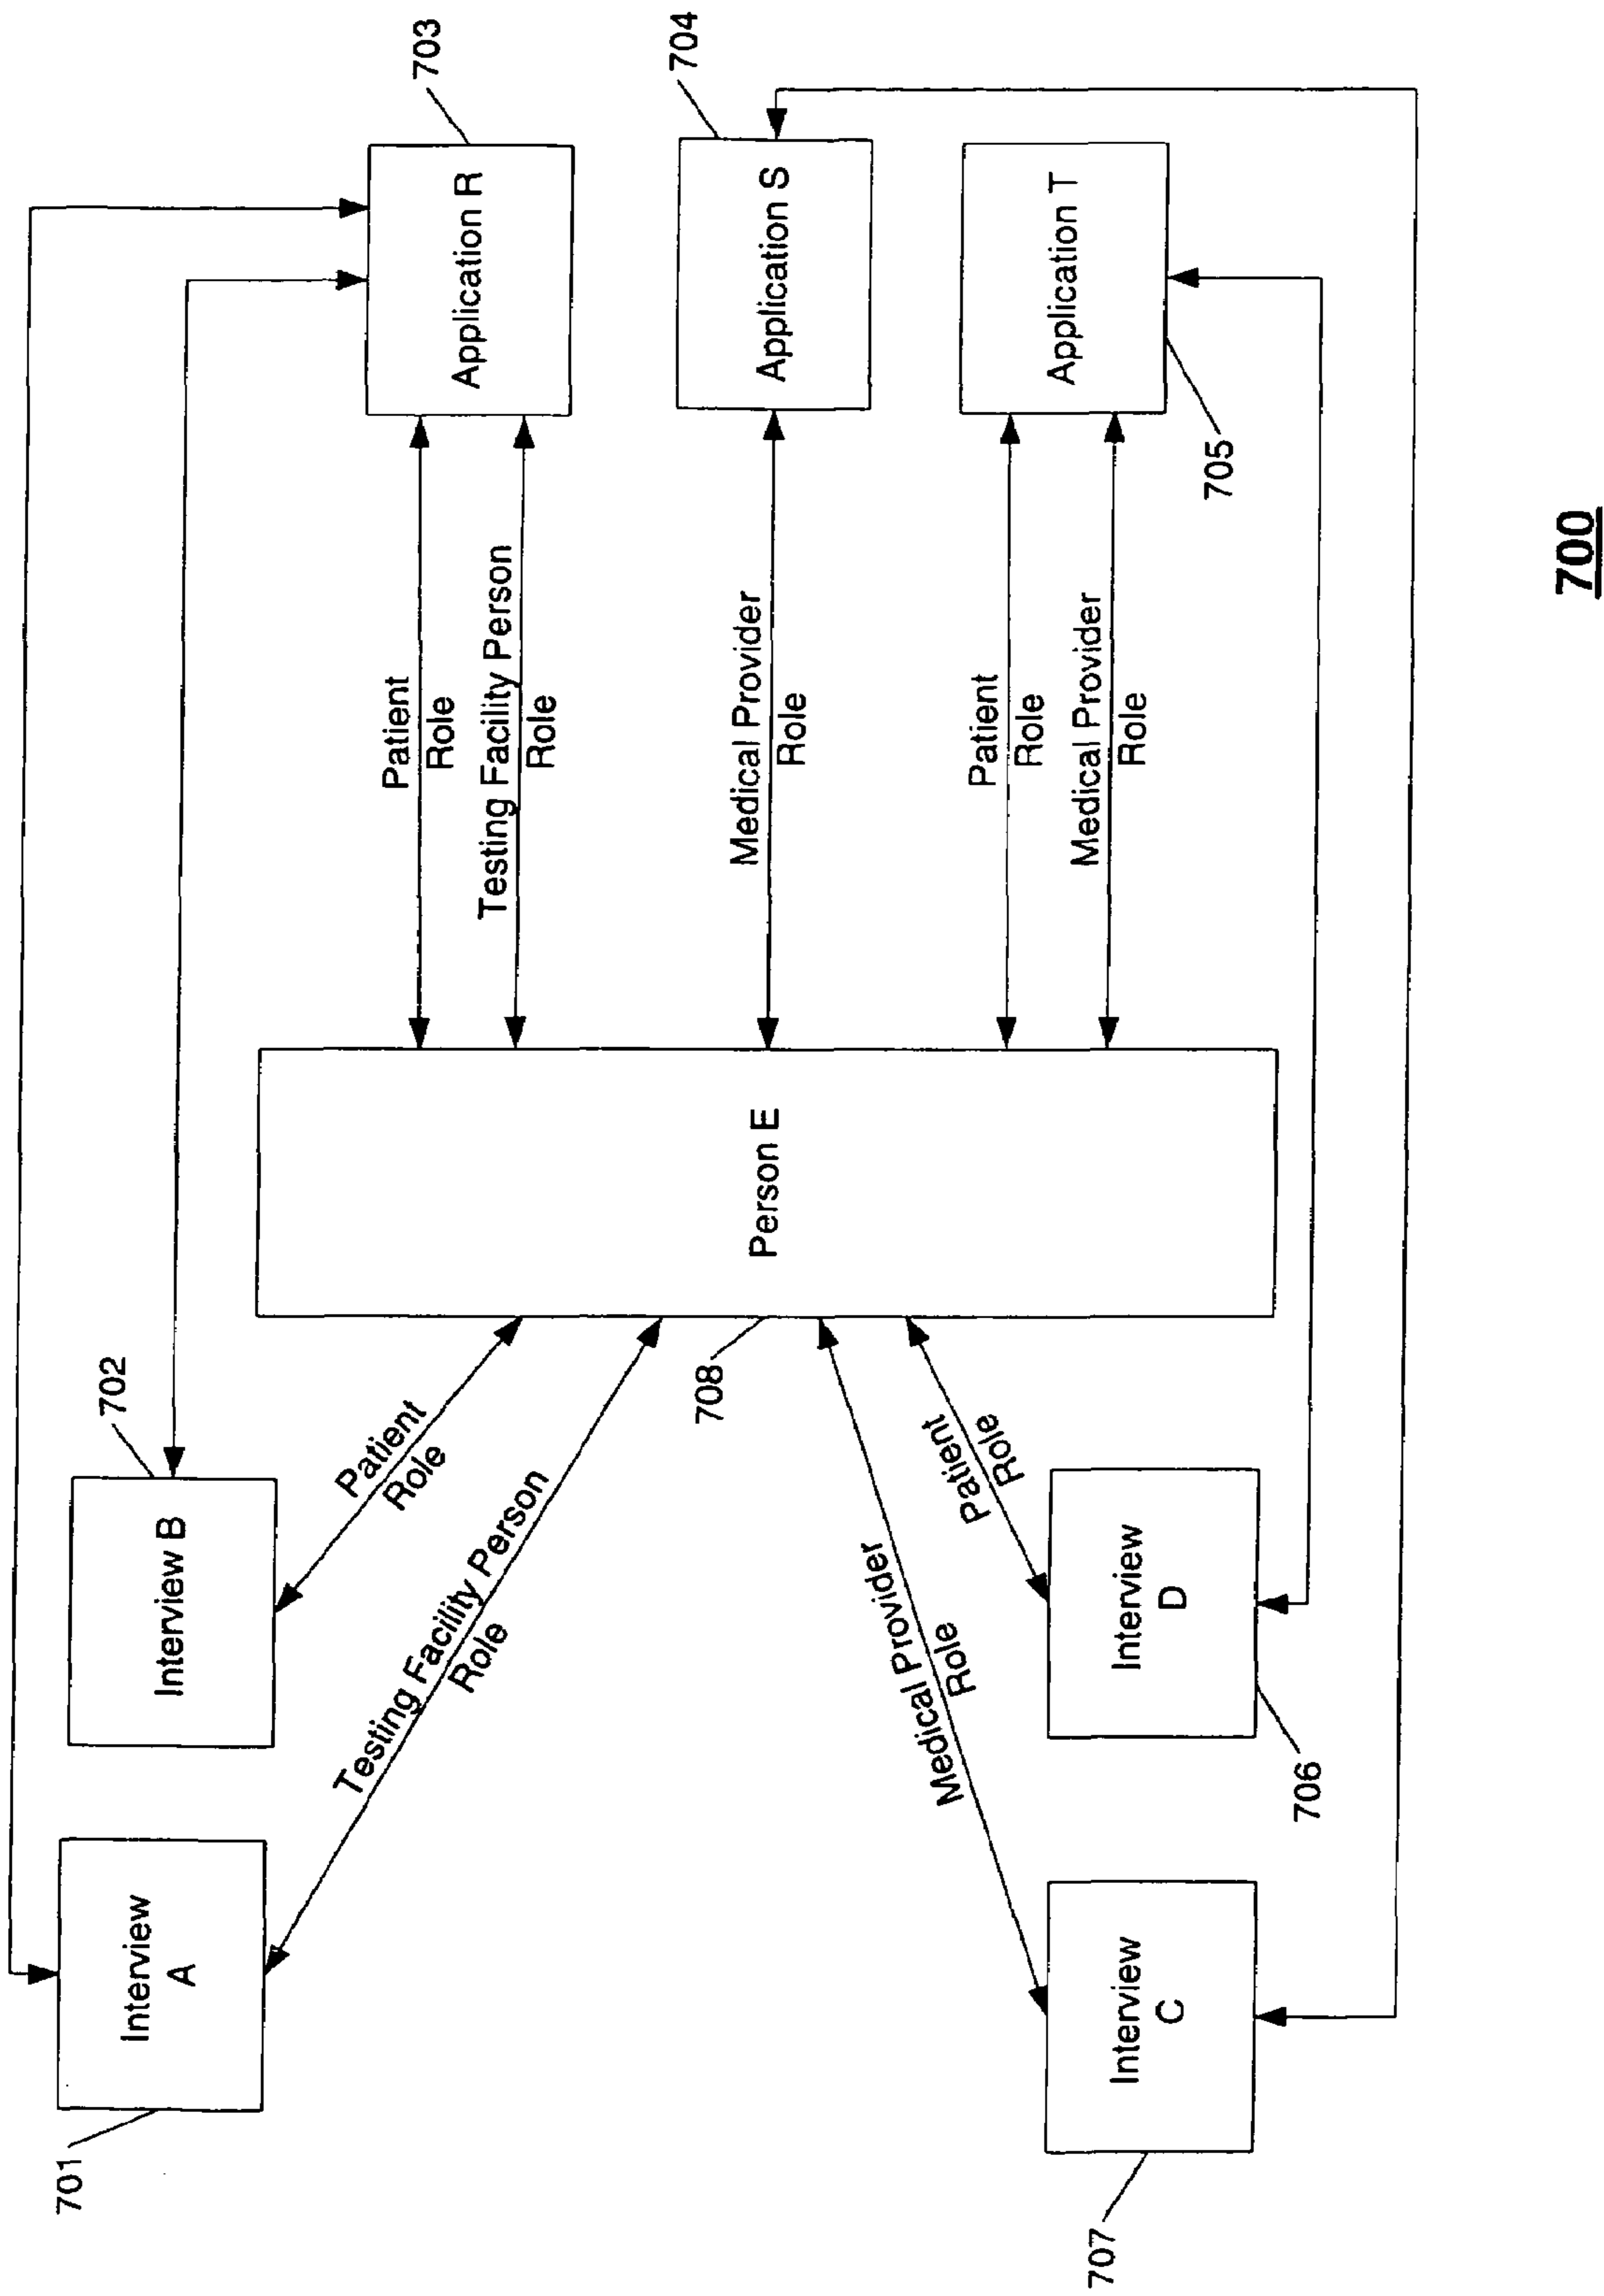 701
Interview
A
Interview B
702
Patient
Role
Testing Facility Person
Role
Person E
708
Patient
Role
Testing Facility Person
Role
Application R
703
Medical Provider
Role
Application S
704
Patient
Role
Medical Provider
Role
Application T
705
Medical Provider
Role
Patient
Role
Interview
C
707
Interview
D
706
700